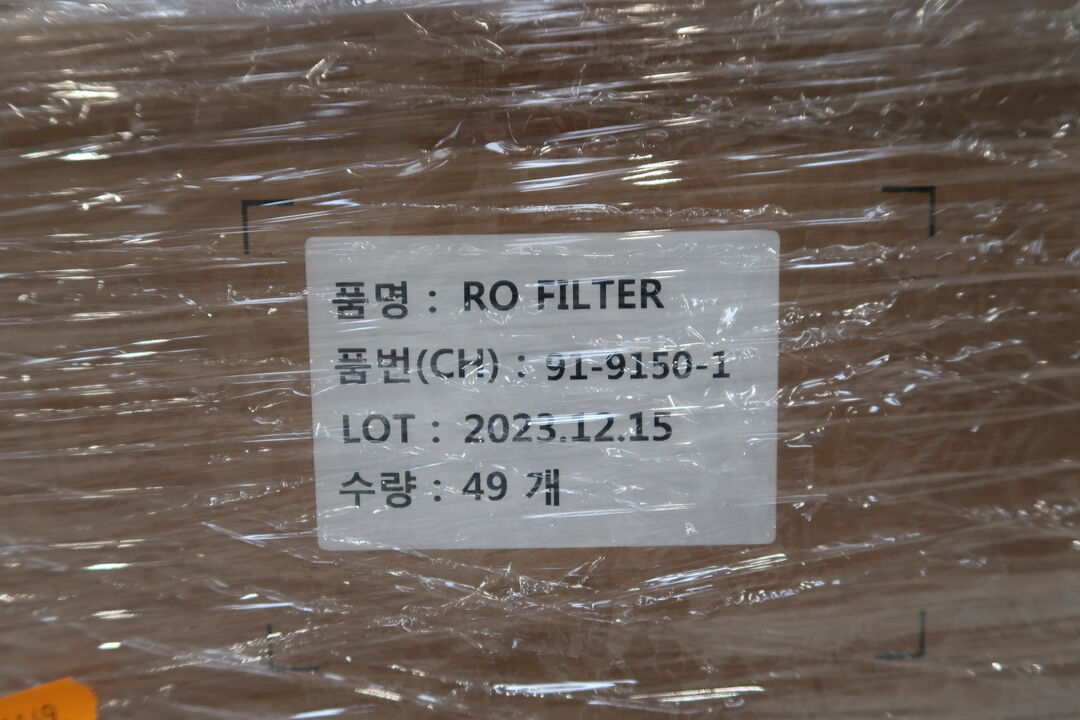 품명 : RO FILTER
품번(CH) : 91-9150-1
LOT : 2023.12.15
수량 : 49 개